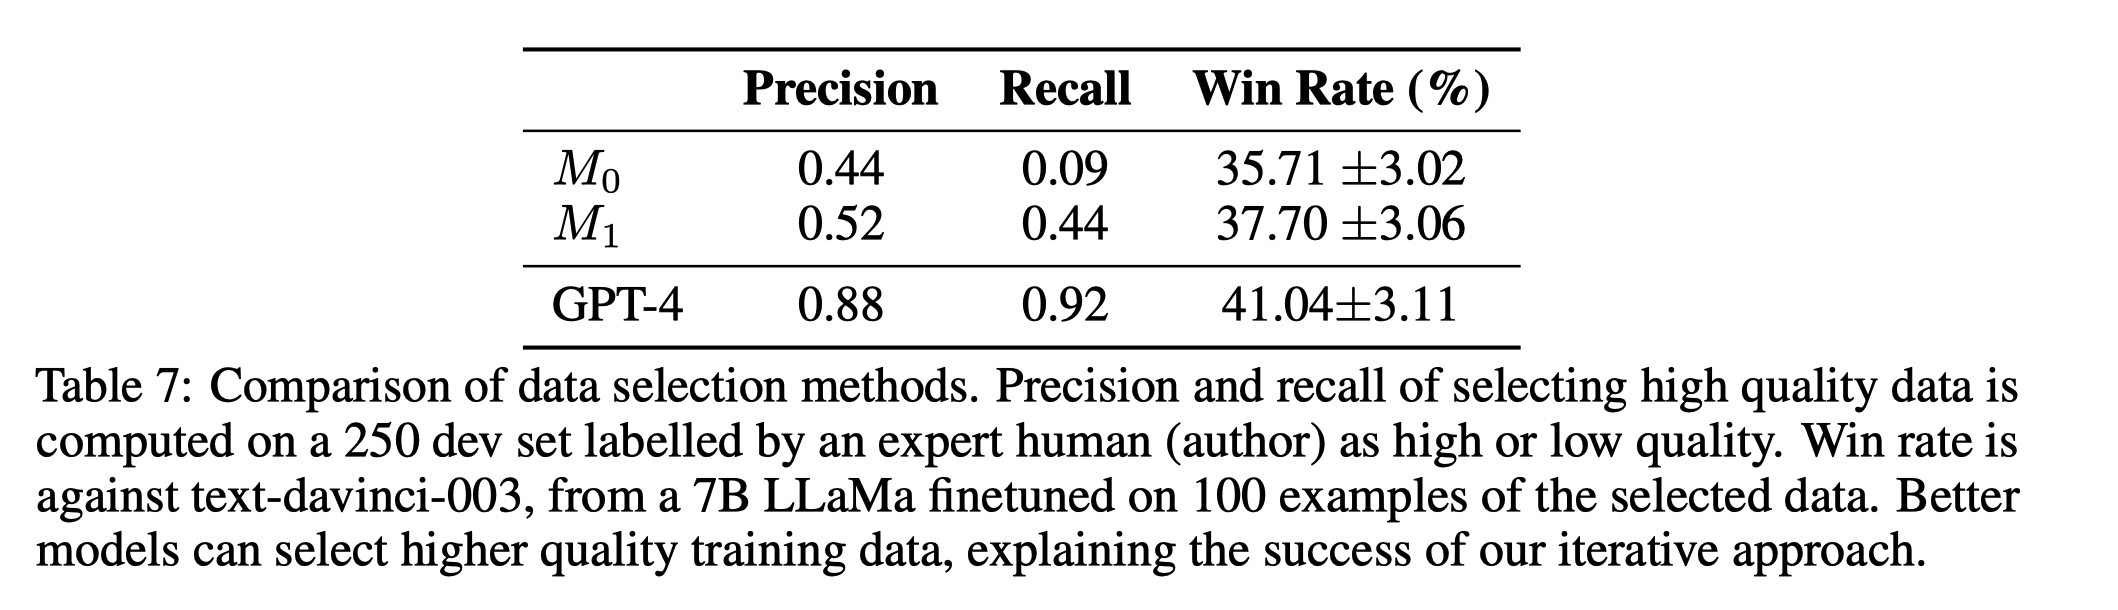 Precision Recall Win Rate (%)
M0 0.44 0.09 35.71 ±3.02
M1 0.52 0.44 37.70 ±3.06
GPT-4 0.88 0.92 41.04±3.11
Table 7: Comparison of data selection methods. Precision and recall of selecting high quality data is
computed on a 250 dev set labelled by an expert human (author) as high or low quality. Win rate is
against text-davinci-003, from a 7B LLaMa finetuned on 100 examples of the selected data. Better
models can select higher quality training data, explaining the success of our iterative approach.